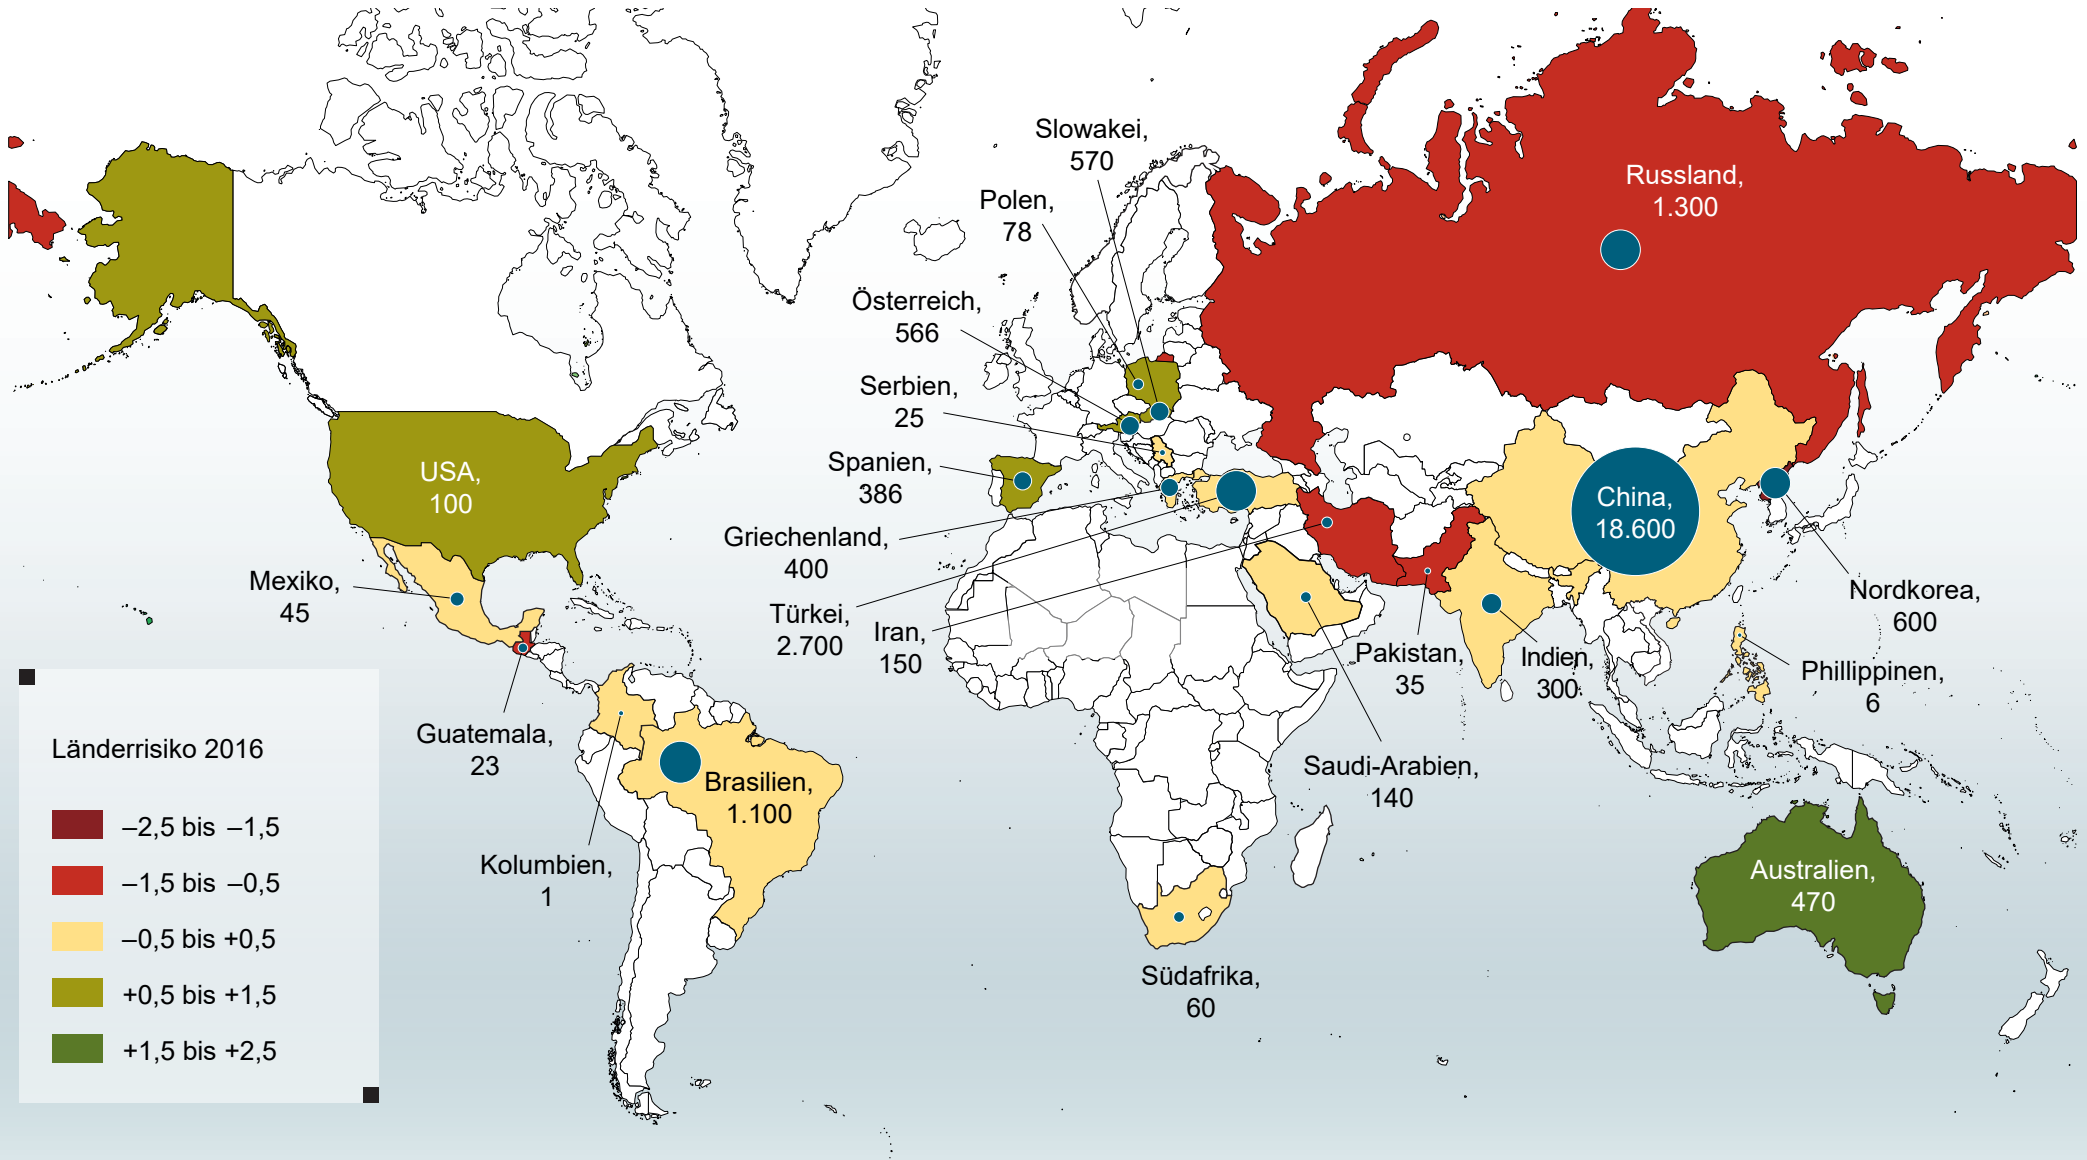 Slowakei,
570
Polen,
78
Russland,
1.300
Österreich,
566
Serbien,
25
USA,
100
Spanien,
386
China,
18.600
Griechenland,
400
Mexiko,
45
Türkei,
2.700
Iran,
150
Nordkorea,
600
Pakistan,
35
Indien,
300
Phillippinen,
6
Guatemala,
23
Saudi-Arabien,
140
Brasilien,
1.100
Kolumbien,
1
Australien,
470
Südafrika,
60
Länderrisiko 2016
–2,5 bis –1,5
–1,5 bis –0,5
–0,5 bis +0,5
+0,5 bis +1,5
+1,5 bis +2,5